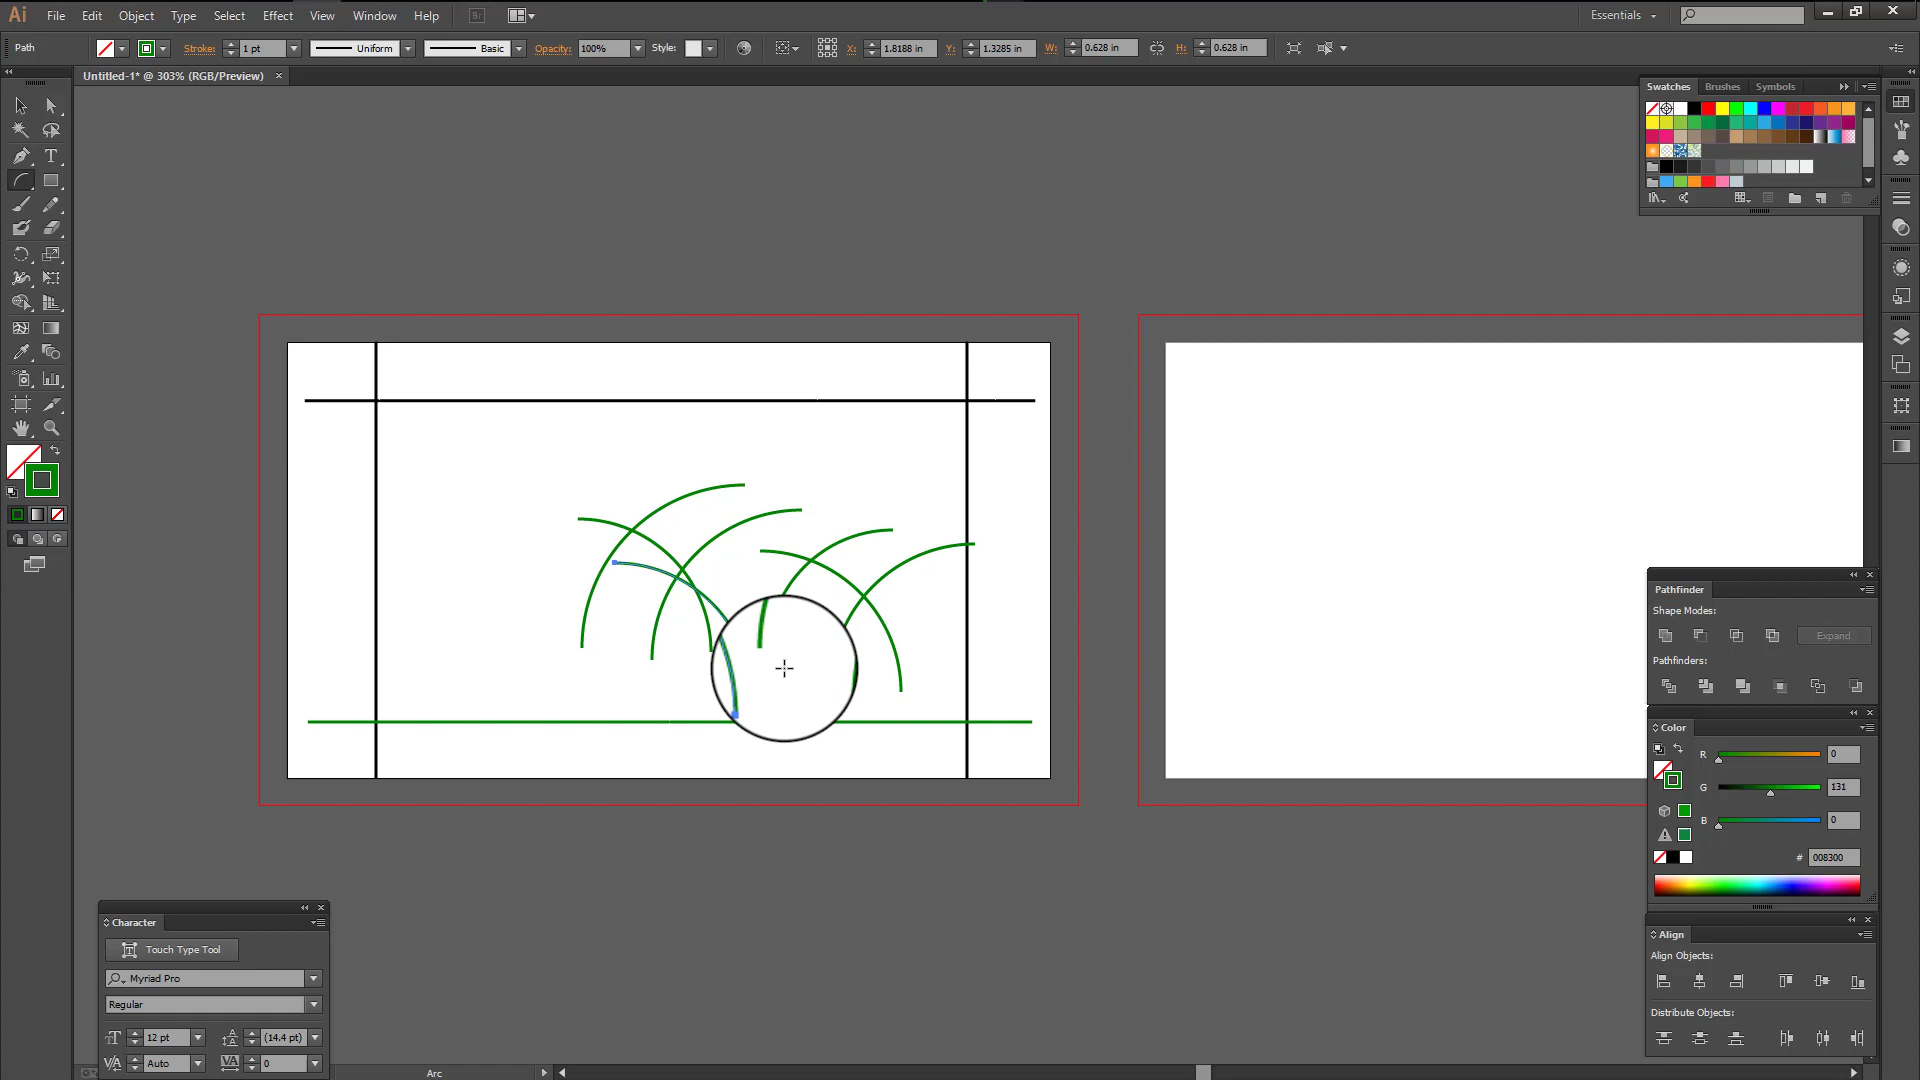 Ai File Edit Object Type Select Effect View Window Help Br Essentials
Path Stroke: 1 pt Uniform Basic Opacity: 100% Style: X: 1.8188 in Y: 1.3285 in W: 0.628 in H: 0.628 in
Untitled-1* @ 303% (RGB/Preview)
Swatches Brushes Symbols
Pathfinder
Shape Modes:
Expand
Pathfinders:
Color
R 0
G 131
B 0
# 008300
Character
Touch Type Tool
Myriad Pro
Regular
12 pt (14.4 pt)
Auto 0
Align
Align Objects:
Distribute Objects:
Arc